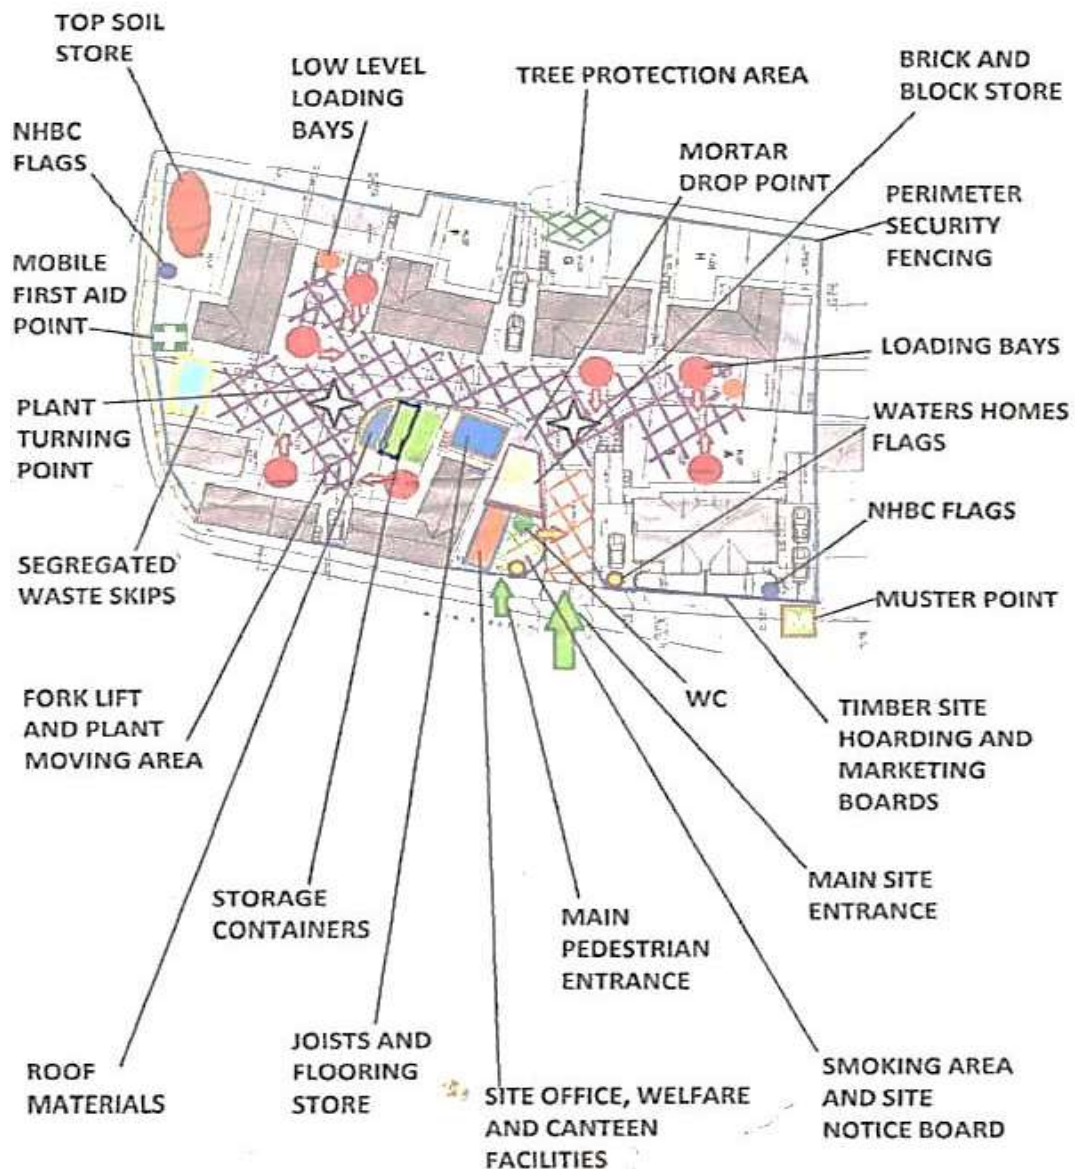 TOP SOIL
STORE
LOW LEVEL
LOADING
BAYS
TREE PROTECTION AREA
BRICK AND
BLOCK STORE
NHBC
FLAGS
MORTAR
DROP POINT
PERIMETER
SECURITY
FENCING
MOBILE
FIRST AID
POINT
LOADING BAYS
PLANT
TURNING
POINT
WATERS HOMES
FLAGS
NHBC FLAGS
SEGREGATED
WASTE SKIPS
MUSTER POINT
M
G
H
A
FORK LIFT
AND PLANT
MOVING AREA
WC
TIMBER SITE
HOARDING AND
MARKETING
BOARDS
STORAGE
CONTAINERS
MAIN
PEDESTRIAN
ENTRANCE
MAIN SITE
ENTRANCE
ROOF
MATERIALS
JOISTS AND
FLOORING
STORE
SITE OFFICE, WELFARE
AND CANTEEN
FACILITIES
SMOKING AREA
AND SITE
NOTICE BOARD